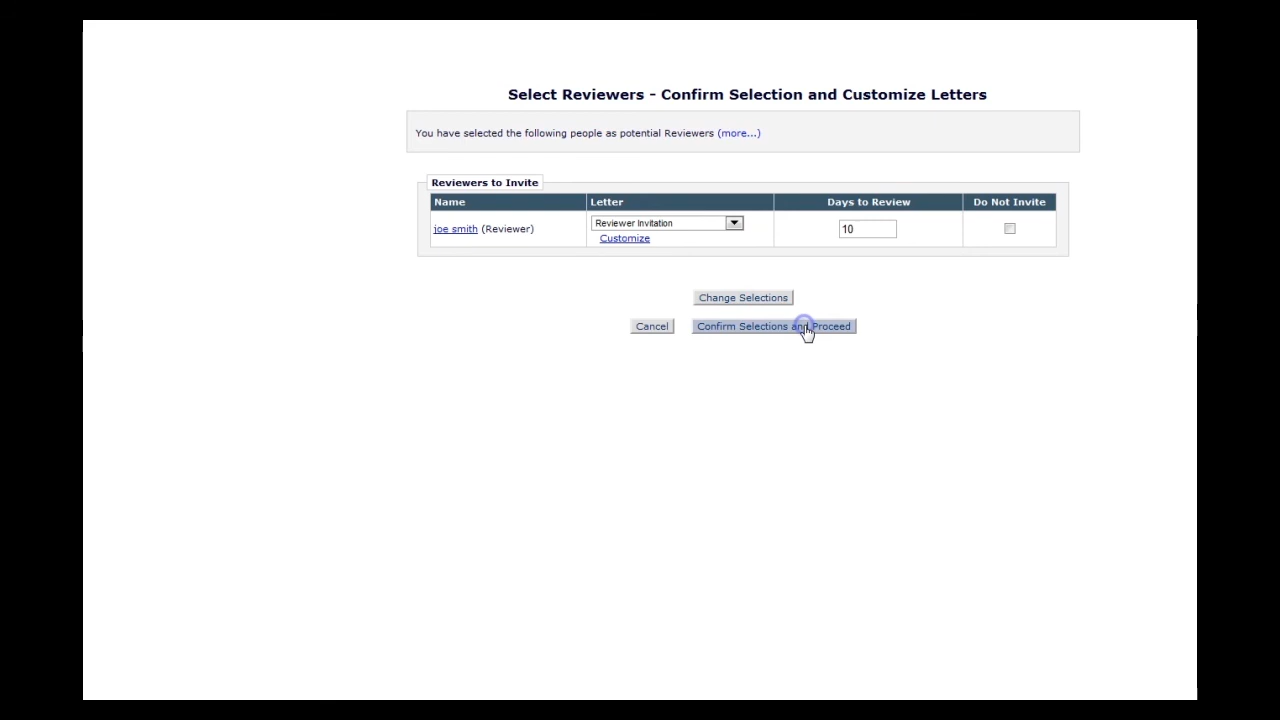 Select Reviewers - Confirm Selection and Customize Letters
You have selected the following people as potential Reviewers (more...)
Reviewers to Invite
Name Letter Days to Review Do Not Invite
joe smith (Reviewer) Reviewer Invitation 10
Customize
Change Selections
Cancel Confirm Selections and Proceed